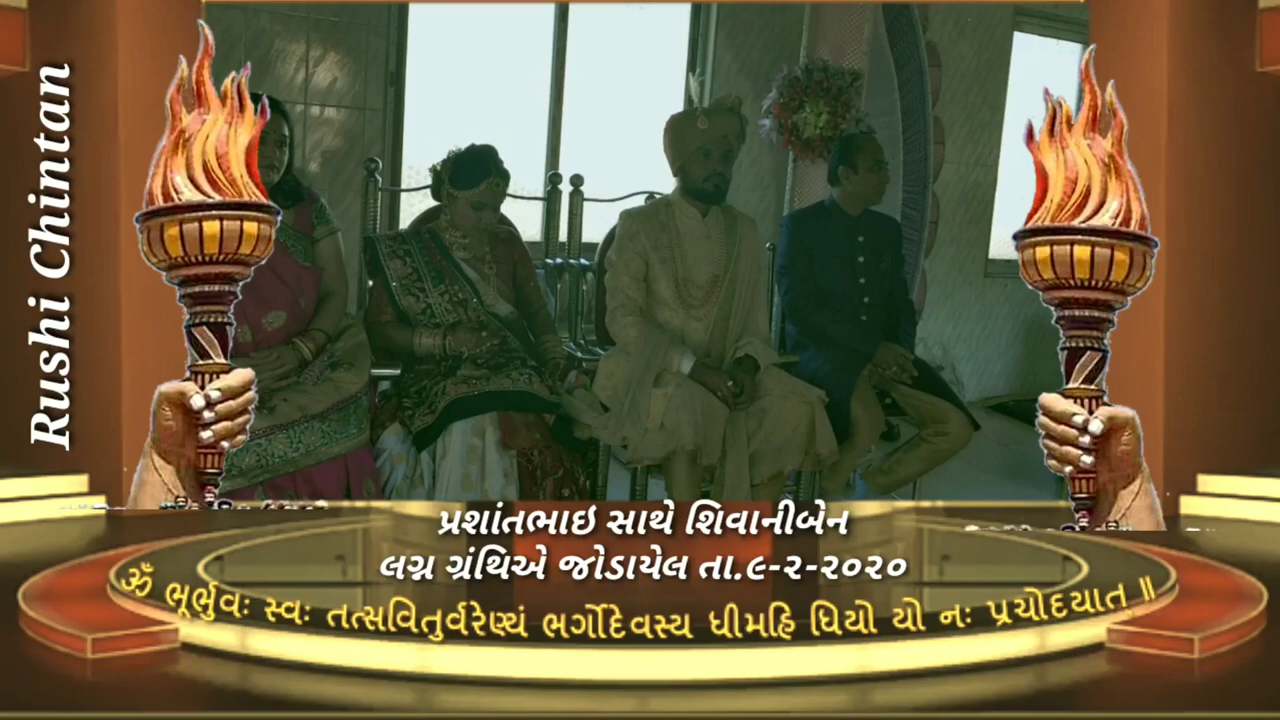 Rushi Chintan
પ્રશાંતભાઇ સાથે શિવાનીબેન
લગ્ન ગ્રંથિએ જોડાયેલ તા.૯-૨-૨૦૨૦
ૐ ભૂર્ભુવઃ સ્વઃ તત્સવિતુર્વરેણ્યં ભર્ગોદેવસ્ય ધીમહિ ધિયો યો નઃ પ્રચોદયાત ॥